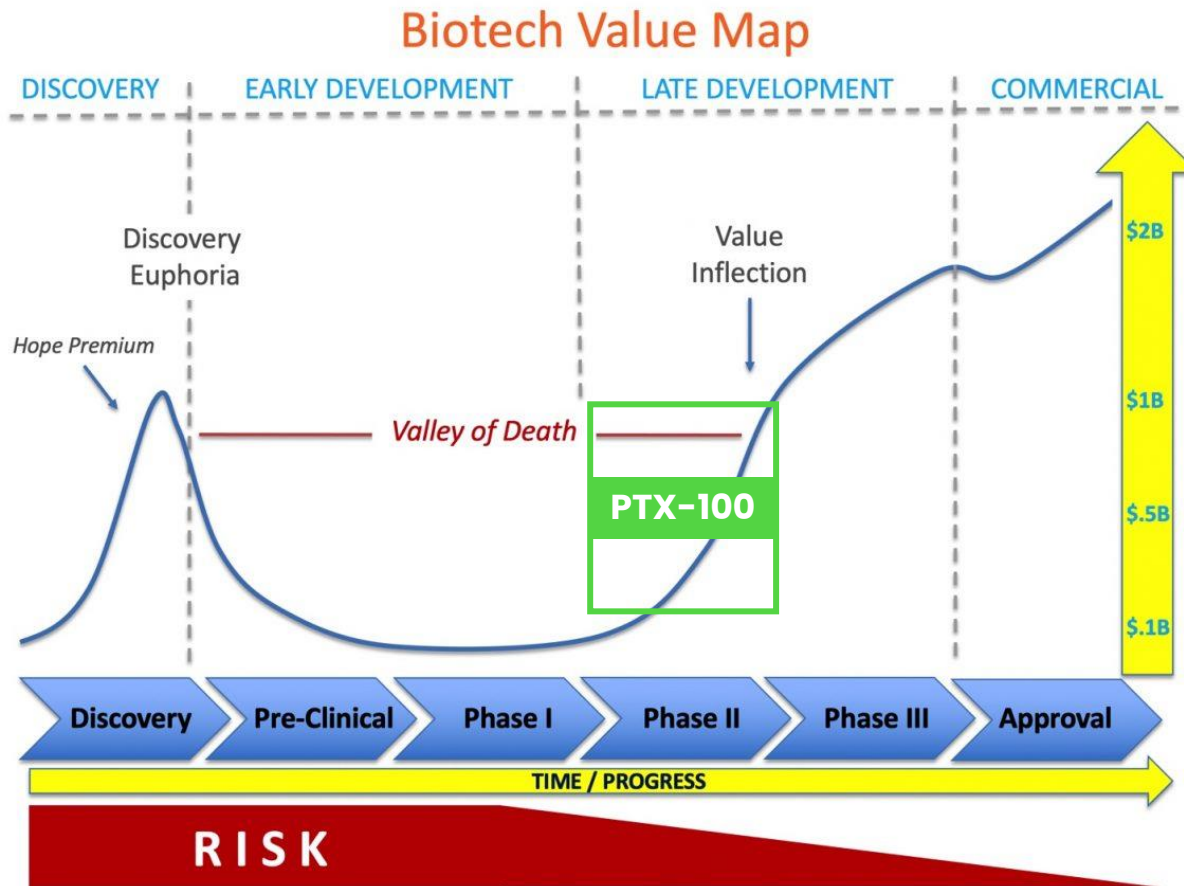 Biotech Value Map
DISCOVERY
EARLY DEVELOPMENT
LATE DEVELOPMENT
COMMERCIAL
Discovery
Euphoria
Value
Inflection
Hope Premium
Valley of Death
PTX-100
$2B
$1B
$.5B
$.1B
Discovery
Pre-Clinical
Phase I
Phase II
Phase III
Approval
TIME / PROGRESS
RISK